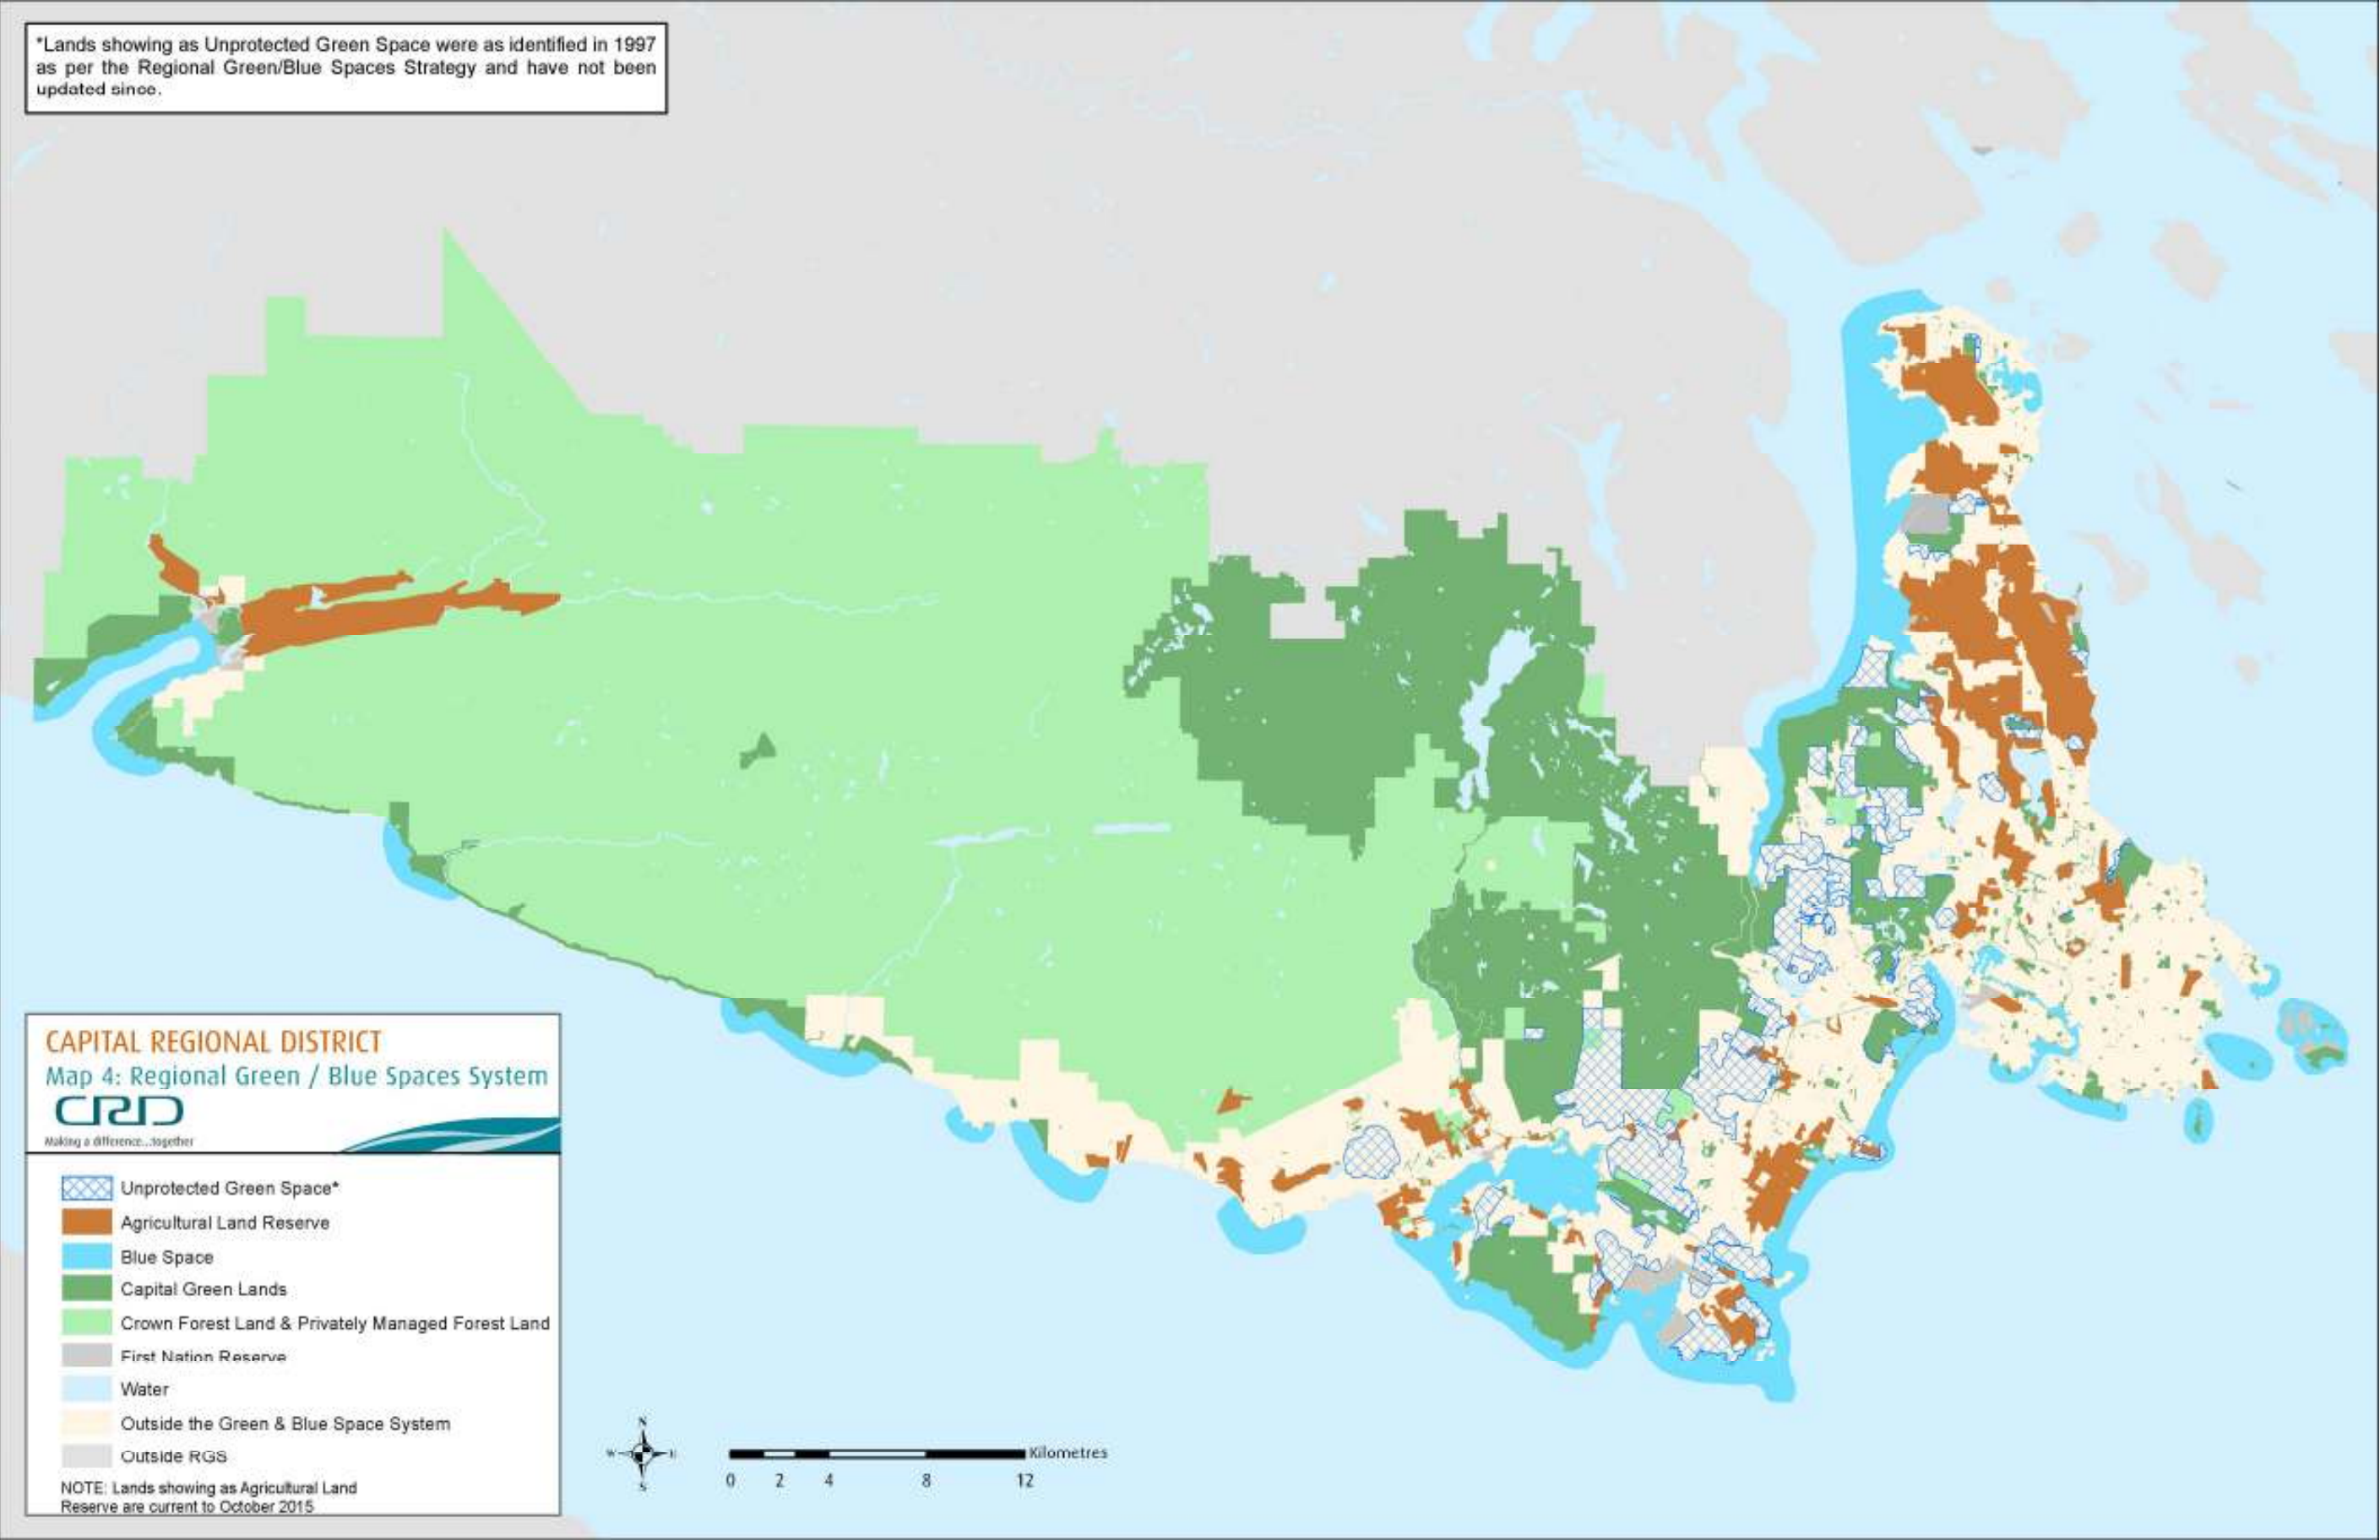 *Lands showing as Unprotected Green Space were as identified in 1997
as per the Regional Green/Blue Spaces Strategy and have not been
updated since.
CAPITAL REGIONAL DISTRICT
Map 4: Regional Green / Blue Spaces System
CRD
Making a difference...together
Unprotected Green Space*
Agricultural Land Reserve
Blue Space
Capital Green Lands
Crown Forest Land & Privately Managed Forest Land
First Nation Reserve
Water
Outside the Green & Blue Space System
Outside RGS
NOTE: Lands showing as Agricultural Land
Reserve are current to October 2015
N
W E
S
Kilometres
0 2 4 8 12